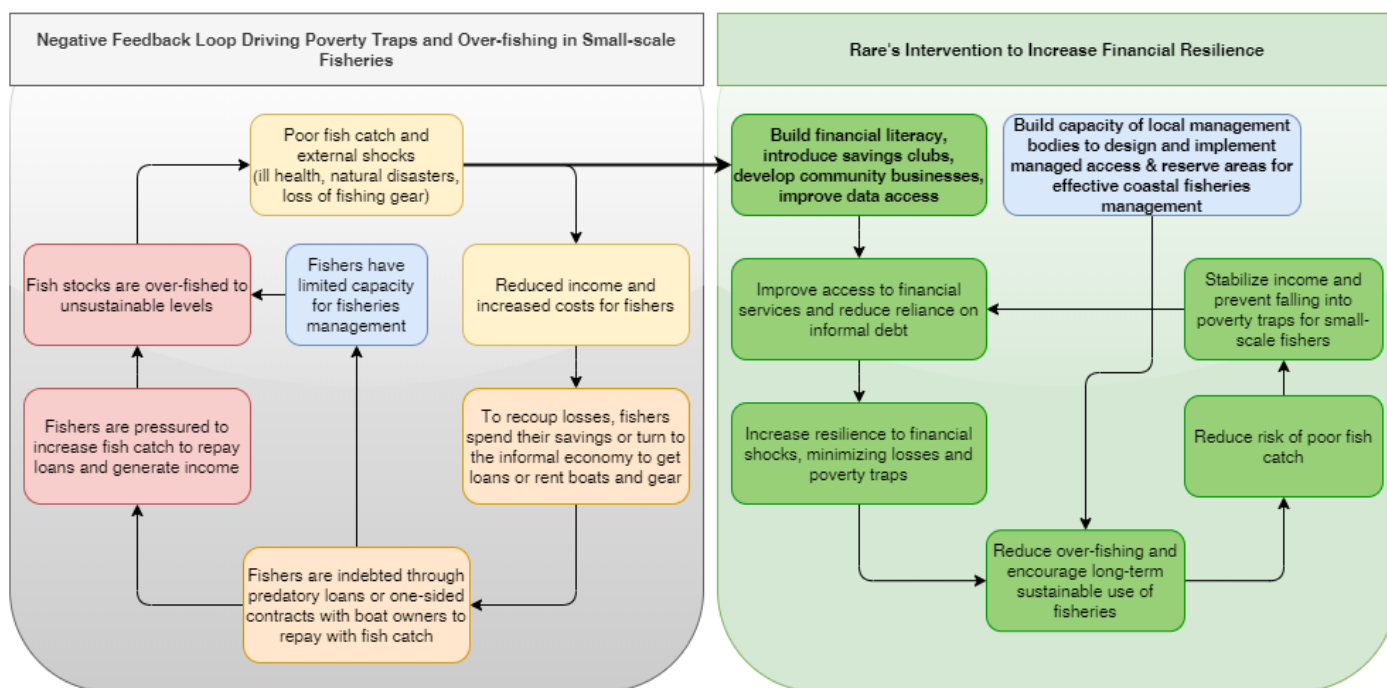 Negative Feedback Loop Driving Poverty Traps and Over-fishing in Small-scale
Fisheries
Poor fish catch and
external shocks
(ill health, natural disasters,
loss of fishing gear)
Fish stocks are over-fished to
unsustainable levels
Fishers have
limited capacity
for fisheries
management
Reduced income and
increased costs for fishers
Fishers are pressured to
increase fish catch to repay
loans and generate income
To recoup losses, fishers
spend their savings or turn to
the informal economy to get
loans or rent boats and gear
Fishers are indebted through
predatory loans or one-sided
contracts with boat owners to
repay with fish catch
Rare's Intervention to Increase Financial Resilience
Build financial literacy,
introduce savings clubs,
develop community businesses,
improve data access
Build capacity of local management
bodies to design and implement
managed access & reserve areas for
effective coastal fisheries
management
Improve access to financial
services and reduce reliance on
informal debt
Stabilize income and
prevent falling into
poverty traps for small-
scale fishers
Increase resilience to financial
shocks, minimizing losses and
poverty traps
Reduce risk of poor fish
catch
Reduce over-fishing and
encourage long-term
sustainable use of
fisheries